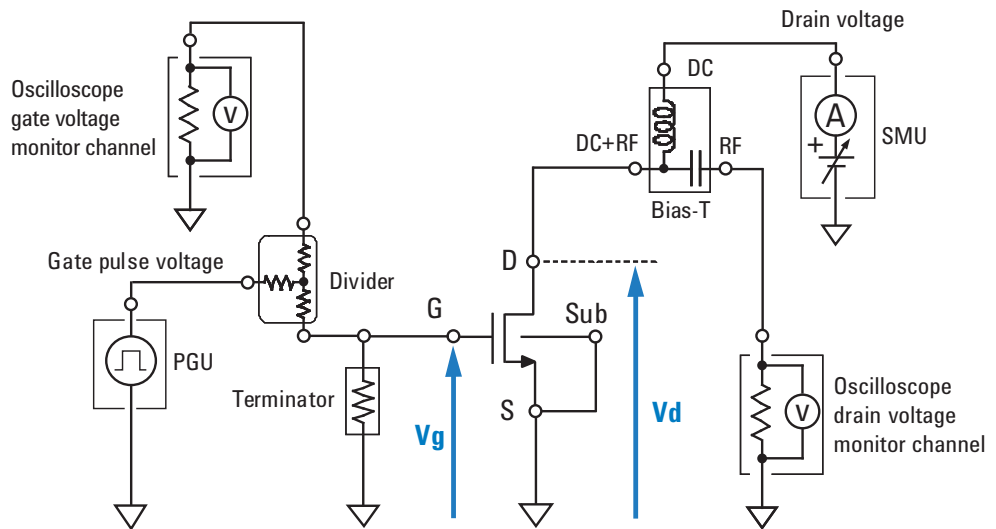 Drain voltage
Oscilloscope
gate voltage
monitor channel
V
DC
A
+
SMU
DC+RF
RF
Bias-T
Gate pulse voltage
Divider
D
G
Sub
PGU
Terminator
S
Vg
Vd
V
Oscilloscope
drain voltage
monitor channel